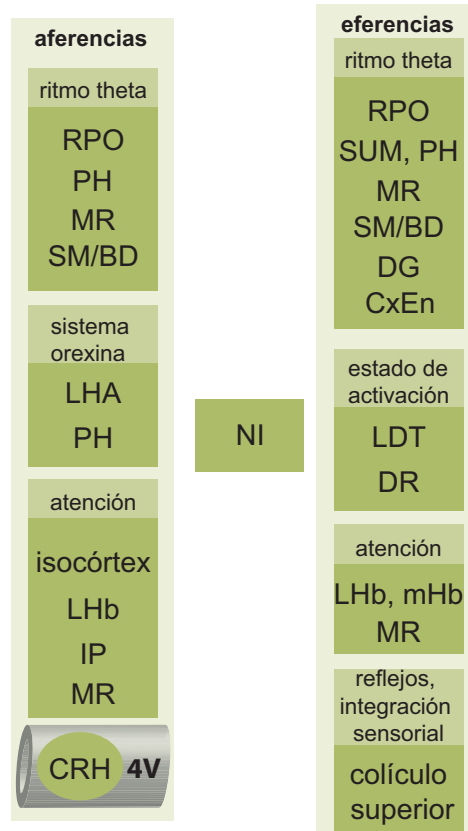 aferencias
ritmo theta
RPO
PH
MR
SM/BD
sistema
orexina
LHA
PH
atención
isocórtex
LHb
IP
MR
CRH 4V
NI
eferencias
ritmo theta
RPO
SUM, PH
MR
SM/BD
DG
CxEn
estado de
activación
LDT
DR
atención
LHb, mHb
MR
reflejos,
integración
sensorial
colículo
superior